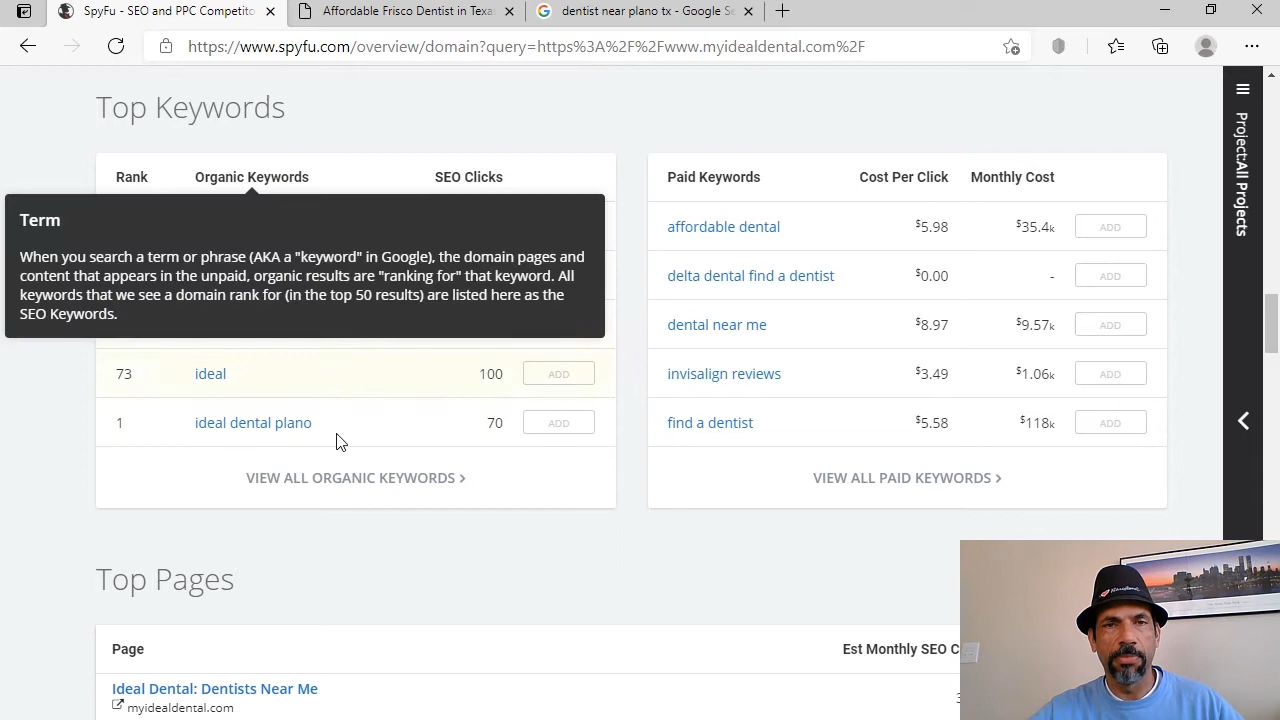 SpyFu - SEO and PPC Competito
Affordable Frisco Dentist in Texa
dentist near plano tx - Google Se
https://www.spyfu.com/overview/domain?query=https%3A%2F%2Fwww.myidealdental.com%2F
Project:All Projects
Top Keywords
Rank Organic Keywords SEO Clicks
Term
When you search a term or phrase (AKA a "keyword" in Google), the domain pages and
content that appears in the unpaid, organic results are "ranking for" that keyword. All
keywords that we see a domain rank for (in the top 50 results) are listed here as the
SEO Keywords.
73 ideal 100 ADD
1 ideal dental plano 70 ADD
VIEW ALL ORGANIC KEYWORDS >
Paid Keywords Cost Per Click Monthly Cost
affordable dental $5.98 $35.4k ADD
delta dental find a dentist $0.00 - ADD
dental near me $8.97 $9.57k ADD
invisalign reviews $3.49 $1.06k ADD
find a dentist $5.58 $118k ADD
VIEW ALL PAID KEYWORDS >
Top Pages
Page Est Monthly SEO C
Ideal Dental: Dentists Near Me
myidealdental.com